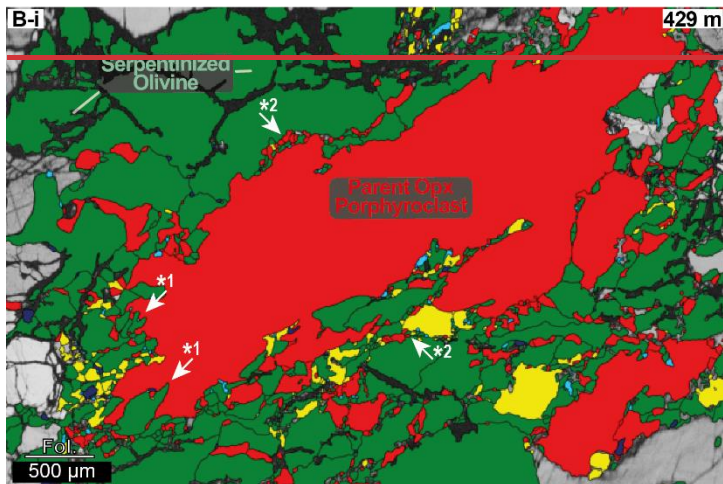 B-i
429 m
Serpentinized
Olivine
*2
Parent Opx
Porphyroclast
*1
*1
*2
Fol.
500 µm